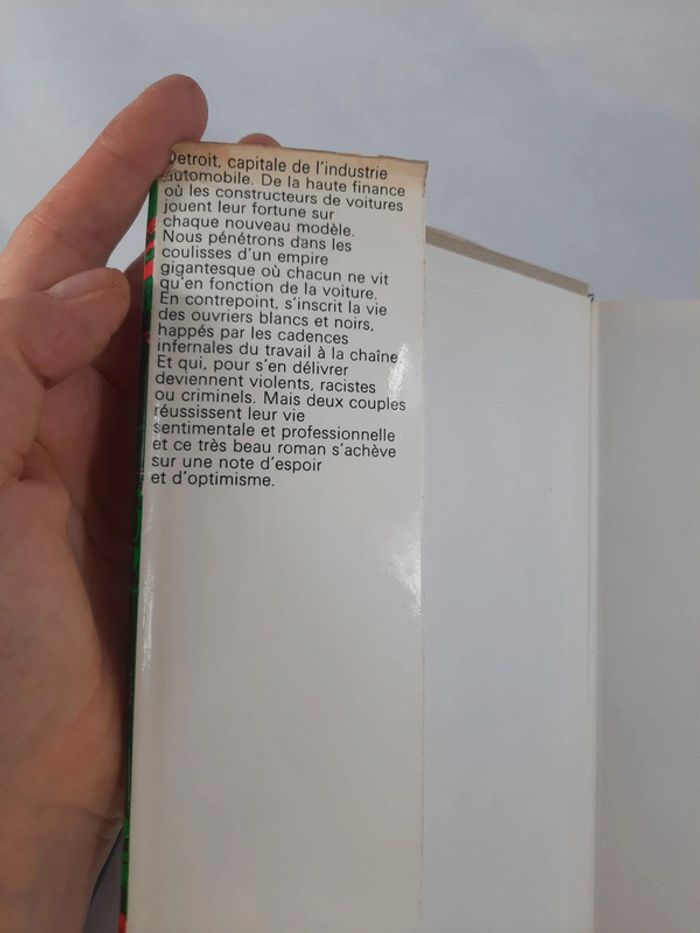 Detroit, capitale de l'industrie
automobile. De la haute finance
où les constructeurs de voitures
jouent leur fortune sur
chaque nouveau modèle.
Nous pénétrons dans les
coulisses d'un empire
gigantesque où chacun ne vit
qu'en fonction de la voiture.
En contrepoint, s'inscrit la vie
des ouvriers blancs et noirs,
happés par les cadences
infernales du travail à la chaîne.
Et qui, pour s'en délivrer
deviennent violents, racistes
ou criminels. Mais deux couples
réussissent leur vie
sentimentale et professionnelle
et ce très beau roman s'achève
sur une note d'espoir
et d'optimisme.